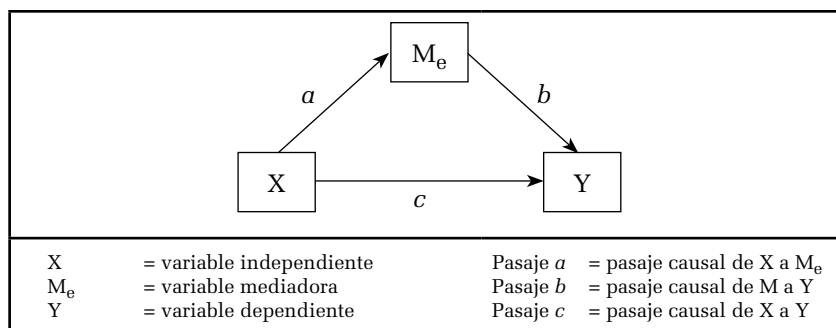 Mₑ
a
b
X
Y
c
X = variable independiente Pasaje a = pasaje causal de X a Mₑ
Mₑ = variable mediadora Pasaje b = pasaje causal de M a Y
Y = variable dependiente Pasaje c = pasaje causal de X a Y